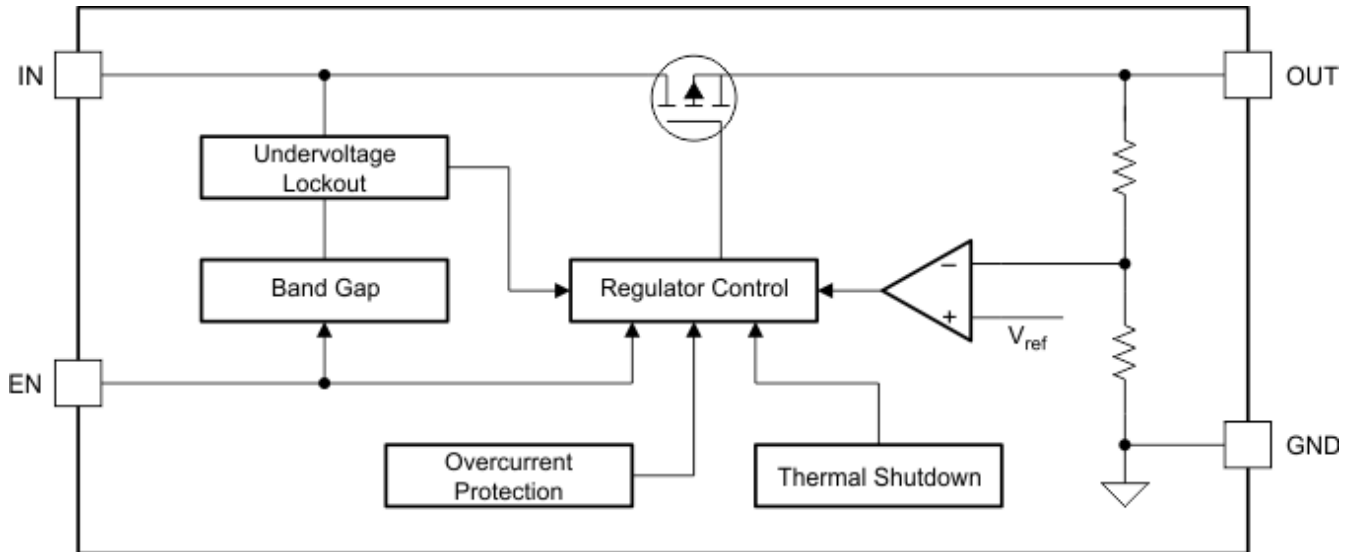 IN
OUT
Undervoltage
Lockout
Band Gap
Regulator Control
−
+
Vref
EN
GND
Overcurrent
Protection
Thermal Shutdown